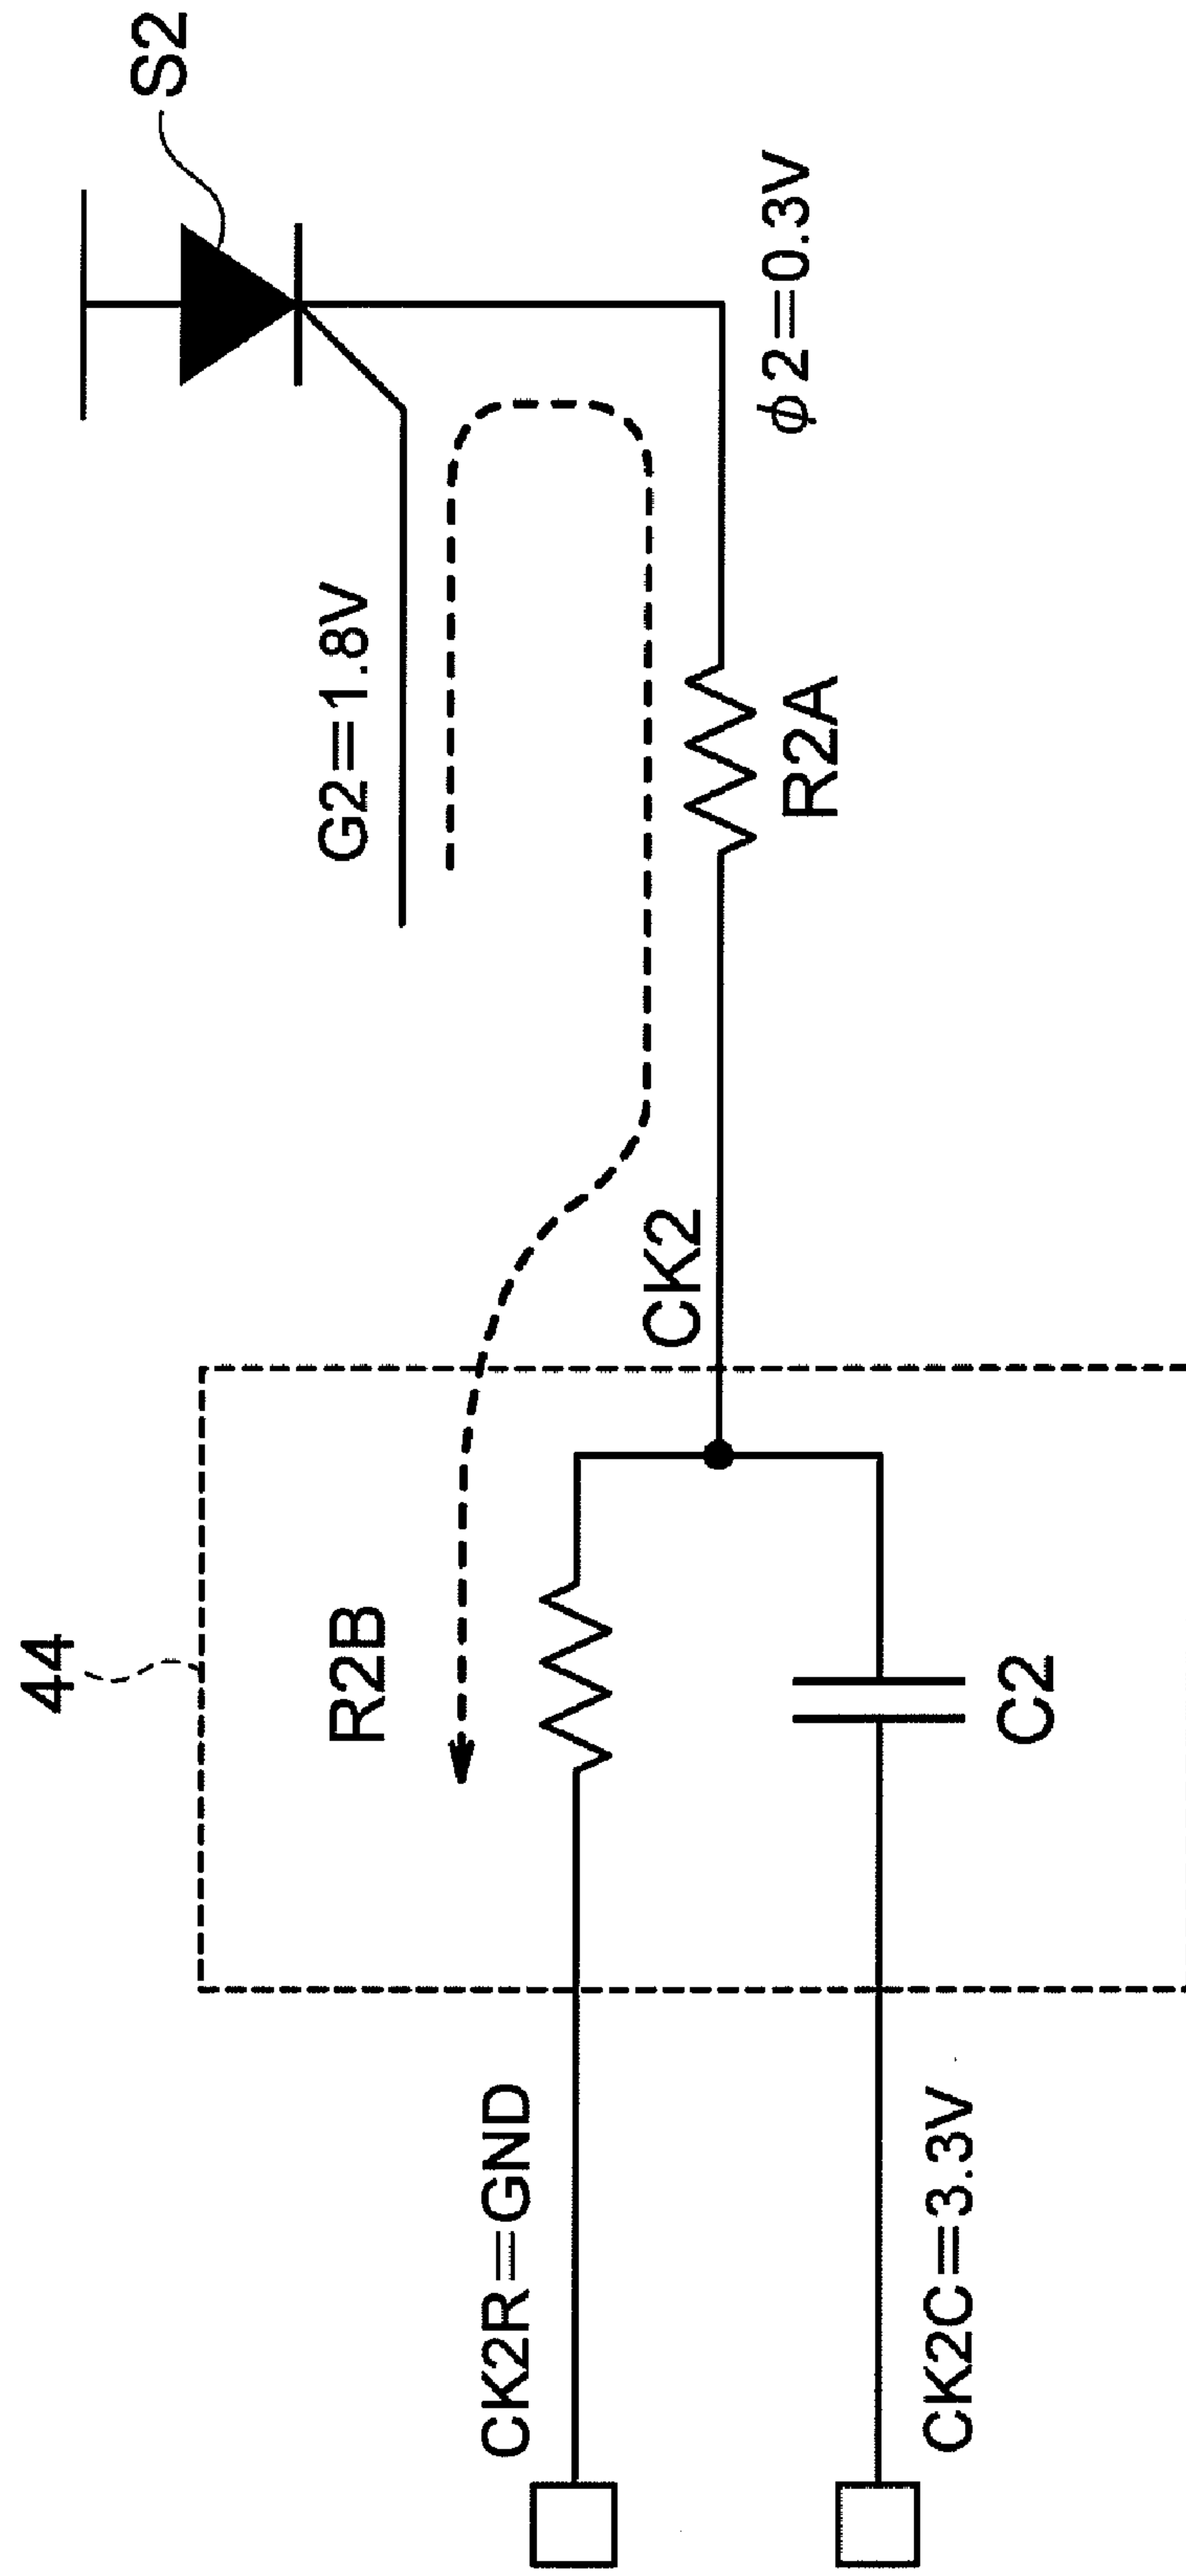 S2
G2=1.8V
φ2=0.3V
R2A
CK2
44
R2B
C2
CK2R=GND
CK2C=3.3V